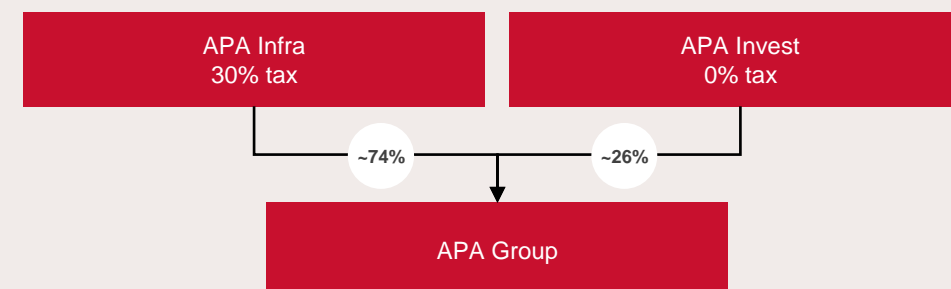 APA Infra
30% tax
APA Invest
0% tax
~74%
~26%
APA Group